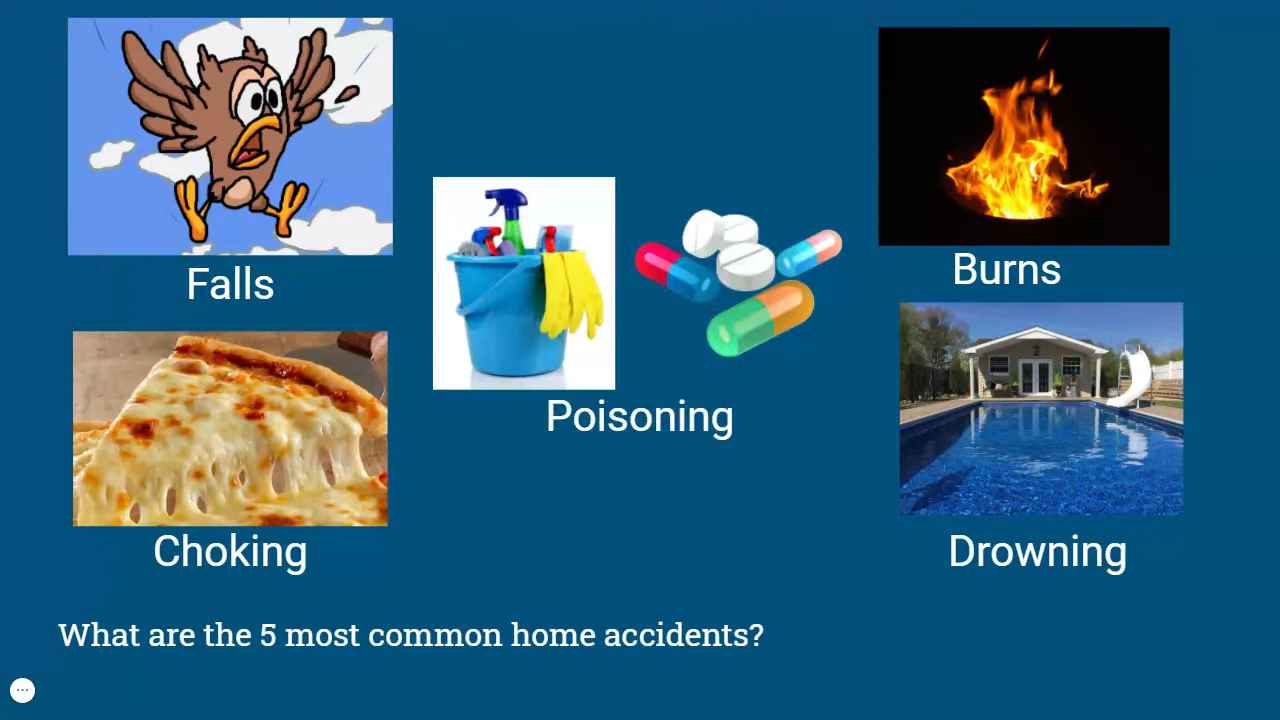 Falls
Burns
Poisoning
Choking
Drowning
What are the 5 most common home accidents?